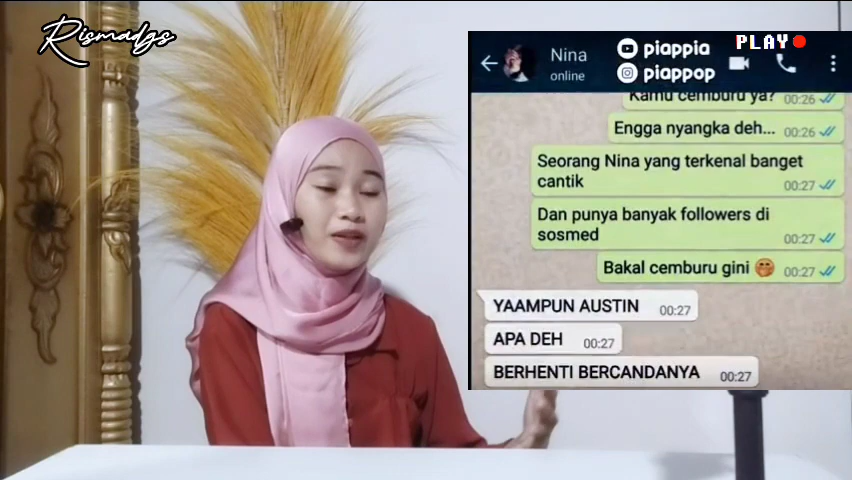 Rismadgs
Nina
online
piappia
piappop
PLAY
Kamu cemburu ya? 00:26
Engga nyangka deh... 00:26
Seorang Nina yang terkenal banget
cantik 00:27
Dan punya banyak followers di
sosmed 00:27
Bakal cemburu gini 00:27
YAAMPUN AUSTIN 00:27
APA DEH 00:27
BERHENTI BERCANDANYA 00:27